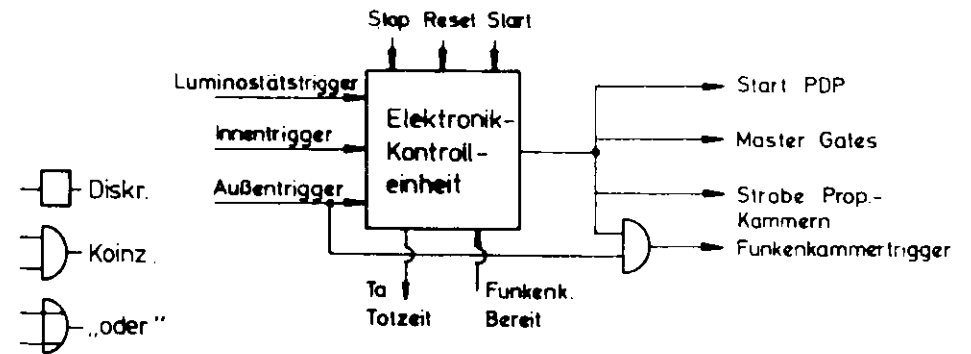 Stop Reset Start
Luminostätstrigger
Innentrigger
Außentrigger
Elektronik-
Kontroll-
einheit
Start PDP
Master Gates
Strobe Prop.-
Kammern
Funkenkammertrigger
Ta
Totzeit
Funkenk.
Bereit
Diskr.
Koinz.
„oder"